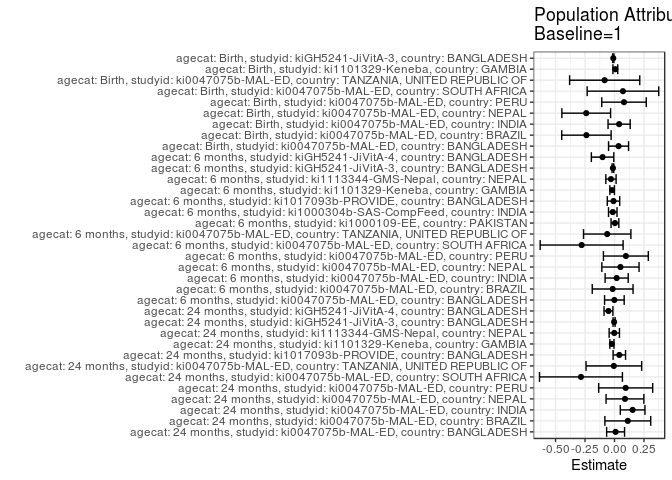 Population Attribu
Baseline=1
agecat: Birth, studyid: kiGH5241-JiVitA-3, country: BANGLADESH
agecat: Birth, studyid: ki1101329-Keneba, country: GAMBIA
agecat: Birth, studyid: ki0047075b-MAL-ED, country: TANZANIA, UNITED REPUBLIC OF
agecat: Birth, studyid: ki0047075b-MAL-ED, country: SOUTH AFRICA
agecat: Birth, studyid: ki0047075b-MAL-ED, country: PERU
agecat: Birth, studyid: ki0047075b-MAL-ED, country: NEPAL
agecat: Birth, studyid: ki0047075b-MAL-ED, country: INDIA
agecat: Birth, studyid: ki0047075b-MAL-ED, country: BRAZIL
agecat: Birth, studyid: ki0047075b-MAL-ED, country: BANGLADESH
agecat: 6 months, studyid: kiGH5241-JiVitA-4, country: BANGLADESH
agecat: 6 months, studyid: kiGH5241-JiVitA-3, country: BANGLADESH
agecat: 6 months, studyid: ki1113344-GMS-Nepal, country: NEPAL
agecat: 6 months, studyid: ki1101329-Keneba, country: GAMBIA
agecat: 6 months, studyid: ki1017093b-PROVIDE, country: BANGLADESH
agecat: 6 months, studyid: ki1000304b-SAS-CompFeed, country: INDIA
agecat: 6 months, studyid: ki1000109-EE, country: PAKISTAN
agecat: 6 months, studyid: ki0047075b-MAL-ED, country: TANZANIA, UNITED REPUBLIC OF
agecat: 6 months, studyid: ki0047075b-MAL-ED, country: SOUTH AFRICA
agecat: 6 months, studyid: ki0047075b-MAL-ED, country: PERU
agecat: 6 months, studyid: ki0047075b-MAL-ED, country: NEPAL
agecat: 6 months, studyid: ki0047075b-MAL-ED, country: INDIA
agecat: 6 months, studyid: ki0047075b-MAL-ED, country: BRAZIL
agecat: 6 months, studyid: ki0047075b-MAL-ED, country: BANGLADESH
agecat: 24 months, studyid: kiGH5241-JiVitA-4, country: BANGLADESH
agecat: 24 months, studyid: kiGH5241-JiVitA-3, country: BANGLADESH
agecat: 24 months, studyid: ki1113344-GMS-Nepal, country: NEPAL
agecat: 24 months, studyid: ki1101329-Keneba, country: GAMBIA
agecat: 24 months, studyid: ki1017093b-PROVIDE, country: BANGLADESH
agecat: 24 months, studyid: ki0047075b-MAL-ED, country: TANZANIA, UNITED REPUBLIC OF
agecat: 24 months, studyid: ki0047075b-MAL-ED, country: SOUTH AFRICA
agecat: 24 months, studyid: ki0047075b-MAL-ED, country: PERU
agecat: 24 months, studyid: ki0047075b-MAL-ED, country: NEPAL
agecat: 24 months, studyid: ki0047075b-MAL-ED, country: INDIA
agecat: 24 months, studyid: ki0047075b-MAL-ED, country: BRAZIL
agecat: 24 months, studyid: ki0047075b-MAL-ED, country: BANGLADESH
-0.50 -0.25 0.00 0.25
Estimate